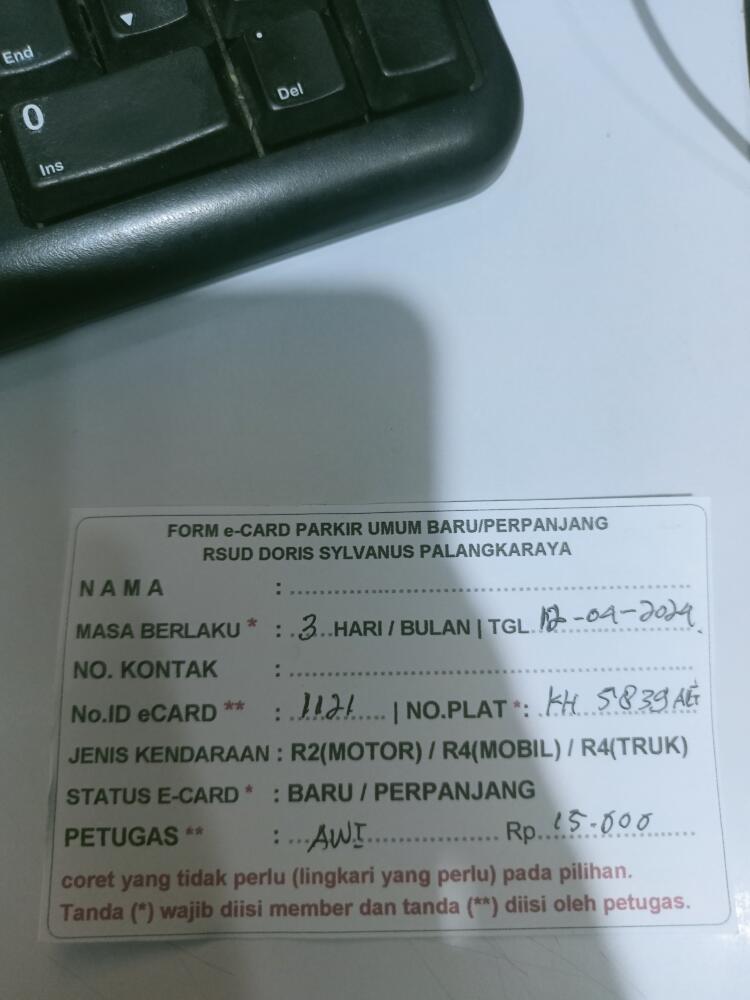 End
Del
0
Ins
FORM e-CARD PARKIR UMUM BARU/PERPANJANG
RSUD DORIS SYLVANUS PALANGKARAYA
N A M A :
MASA BERLAKU * : 3 HARI / BULAN | TGL. 12-04-2024
NO. KONTAK :
No.ID eCARD ** : 1121 | NO.PLAT *: KH 5839
JENIS KENDARAAN : R2(MOTOR) / R4(MOBIL) / R4(TRUK)
STATUS E-CARD * : BARU / PERPANJANG
PETUGAS ** : AWI Rp. 15.000
coret yang tidak perlu (lingkari yang perlu) pada pilihan.
Tanda (*) wajib diisi member dan tanda (**) diisi oleh petugas.